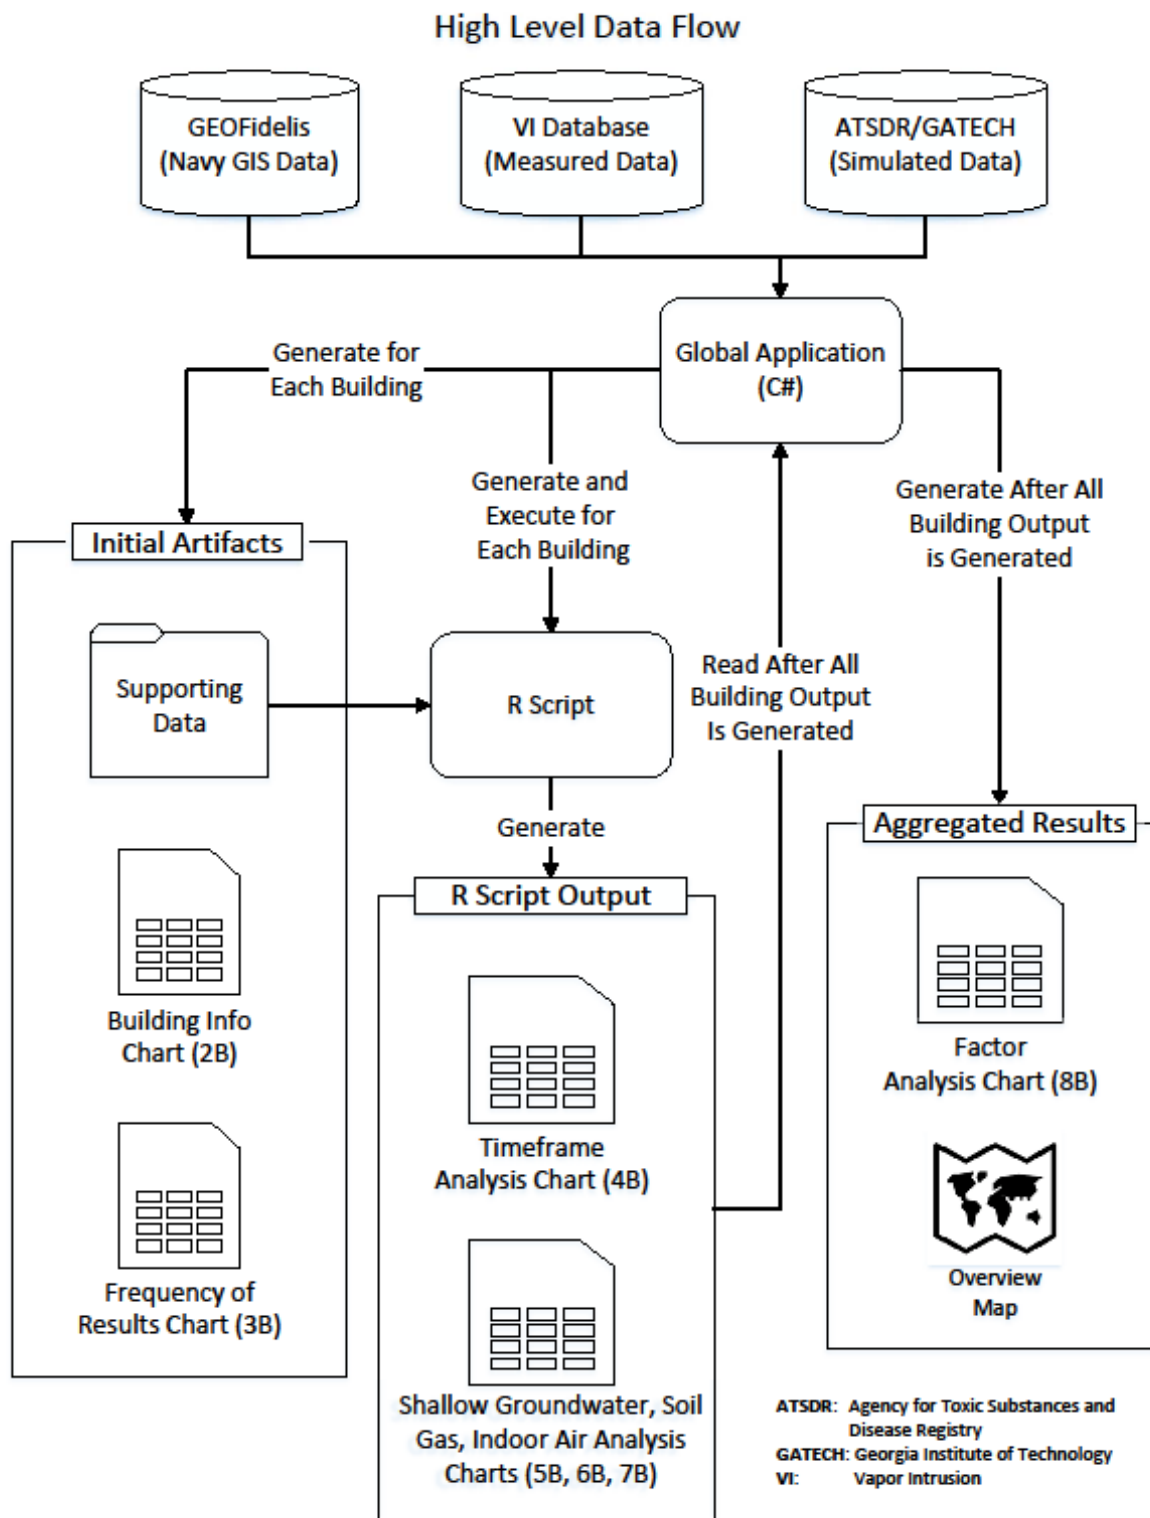 High Level Data Flow
GEOFidelis
(Navy GIS Data)
VI Database
(Measured Data)
ATSDR/GATECH
(Simulated Data)
Global Application
(C#)
Generate for
Each Building
Generate and
Execute for
Each Building
Generate After All
Building Output
is Generated
Initial Artifacts
Supporting
Data
R Script
Read After All
Building Output
Is Generated
Generate
Building Info
Chart (2B)
Frequency of
Results Chart (3B)
R Script Output
Timeframe
Analysis Chart (4B)
Shallow Groundwater, Soil
Gas, Indoor Air Analysis
Charts (5B, 6B, 7B)
Aggregated Results
Factor
Analysis Chart (8B)
Overview
Map
ATSDR: Agency for Toxic Substances and
Disease Registry
GATECH: Georgia Institute of Technology
VI: Vapor Intrusion